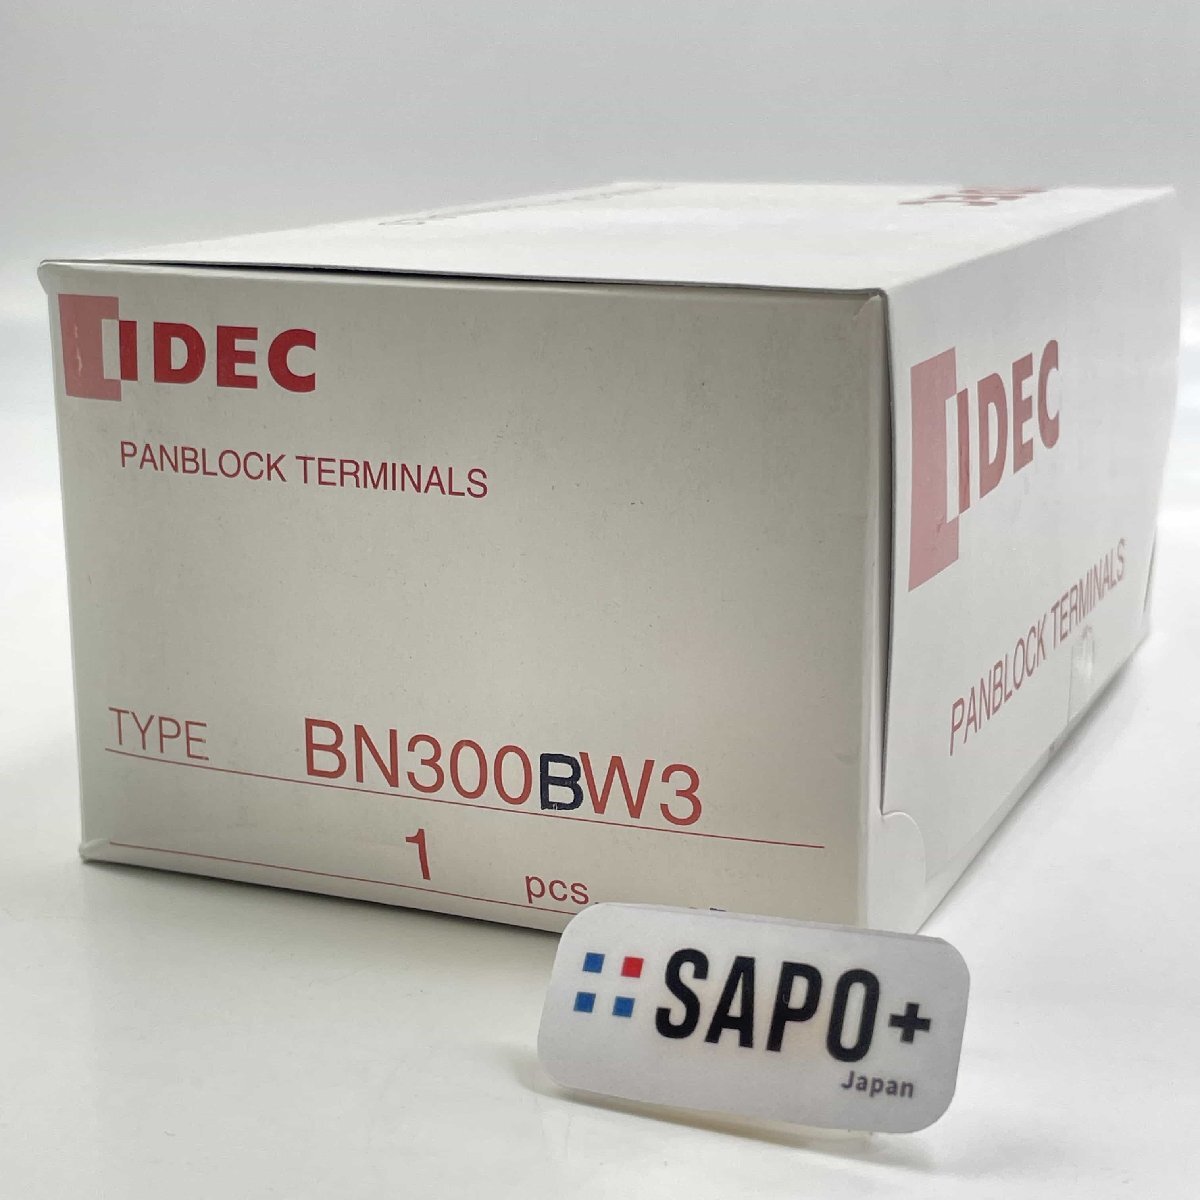 IDEC
PANBLOCK TERMINALS
TYPE BN300BW3
1 pcs.
IDEC
PANBLOCK TERMINALS
SAPO+
Japan